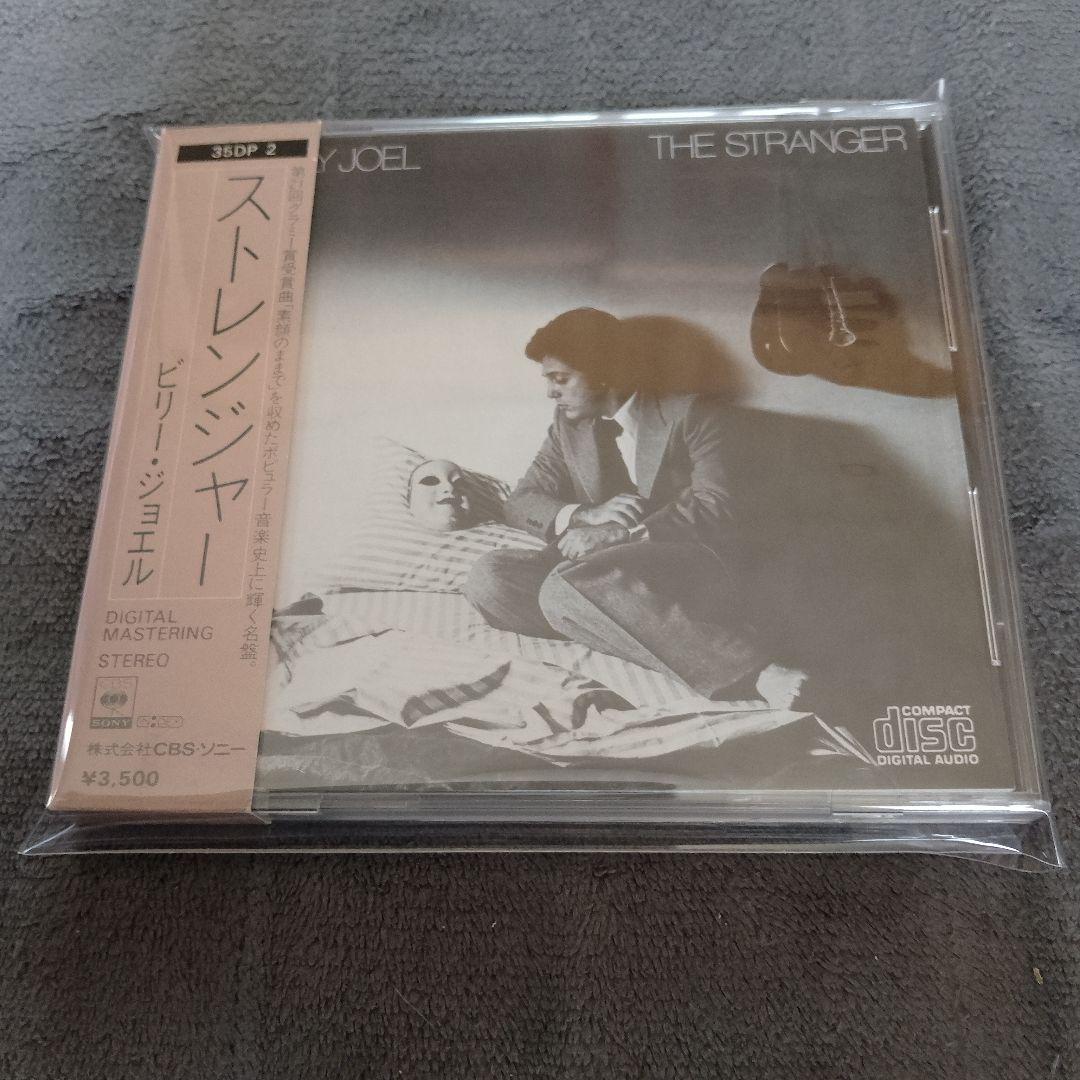 35DP 2
ストレンジャー
ビリー・ジョエル
第21回グラミー賞受賞曲「素顔のままで」を収めたポピュラー音楽史上に輝く名盤。
DIGITAL
MASTERING
STEREO
SONY
株式会社CBS・ソニー
¥3,500
Y JOEL
THE STRANGER
COMPACT
disc
DIGITAL AUDIO